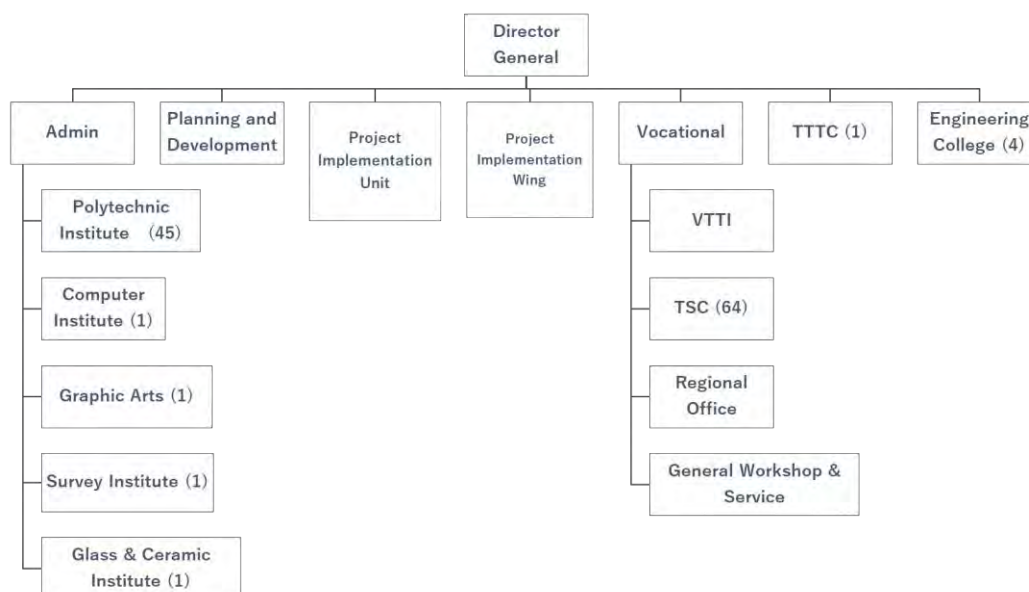 Director
General
Admin
Planning and
Development
Project
Implementation
Unit
Project
Implementation
Wing
Vocational
TTTC (1)
Engineering
College (4)
Polytechnic
Institute (45)
Computer
Institute (1)
Graphic Arts (1)
Survey Institute (1)
Glass & Ceramic
Institute (1)
VTTI
TSC (64)
Regional
Office
General Workshop &
Service